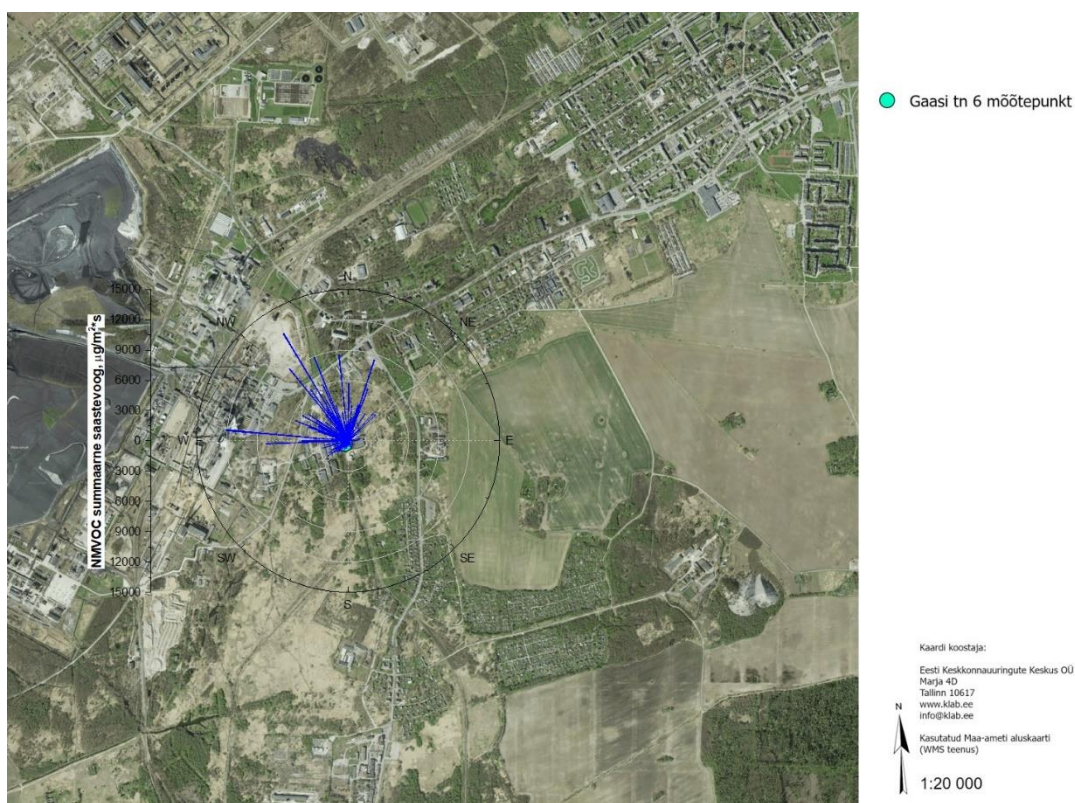 Gaasi tn 6 mõõtepunkt
NMVOC summaarne saastevoog, µg/m²*s
15000
12000
9000
6000
3000
0
3000
6000
9000
12000
15000
N
NE
E
SE
S
SW
W
NW
Kaardi koostaja:
Eesti Keskkonnauuringute Keskus OÜ
Marja 4D
Tallinn 10617
www.klab.ee
info@klab.ee
Kasutatud Maa-ameti aluskaarti
(WMS teenus)
N
1:20 000